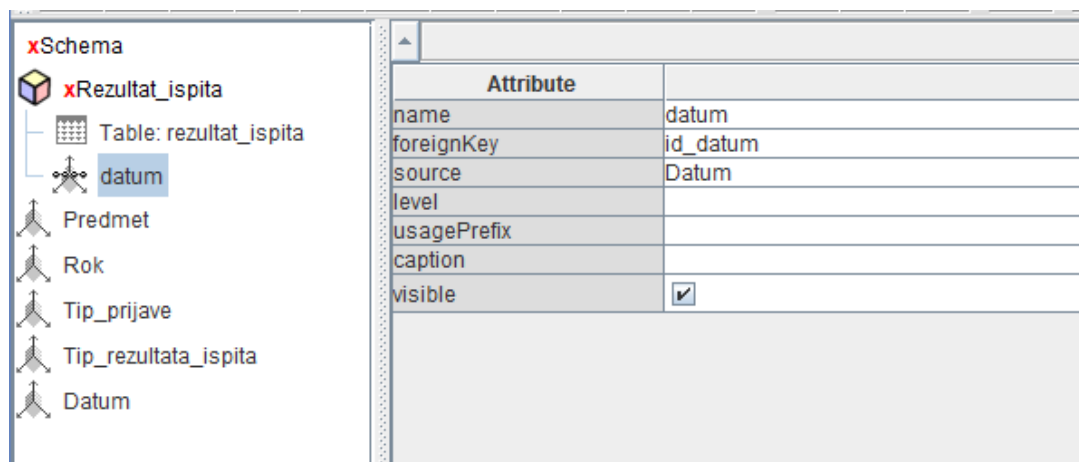 xSchema
xRezultat_ispita
Table: rezultat_ispita
datum
Predmet
Rok
Tip_prijave
Tip_rezultata_ispita
Datum
Attribute
name datum
foreignKey id_datum
source Datum
level
usagePrefix
caption
visible